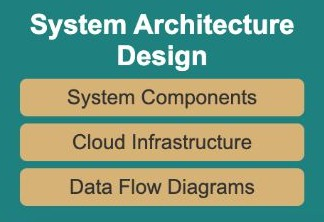 System Architecture
Design
System Components
Cloud Infrastructure
Data Flow Diagrams